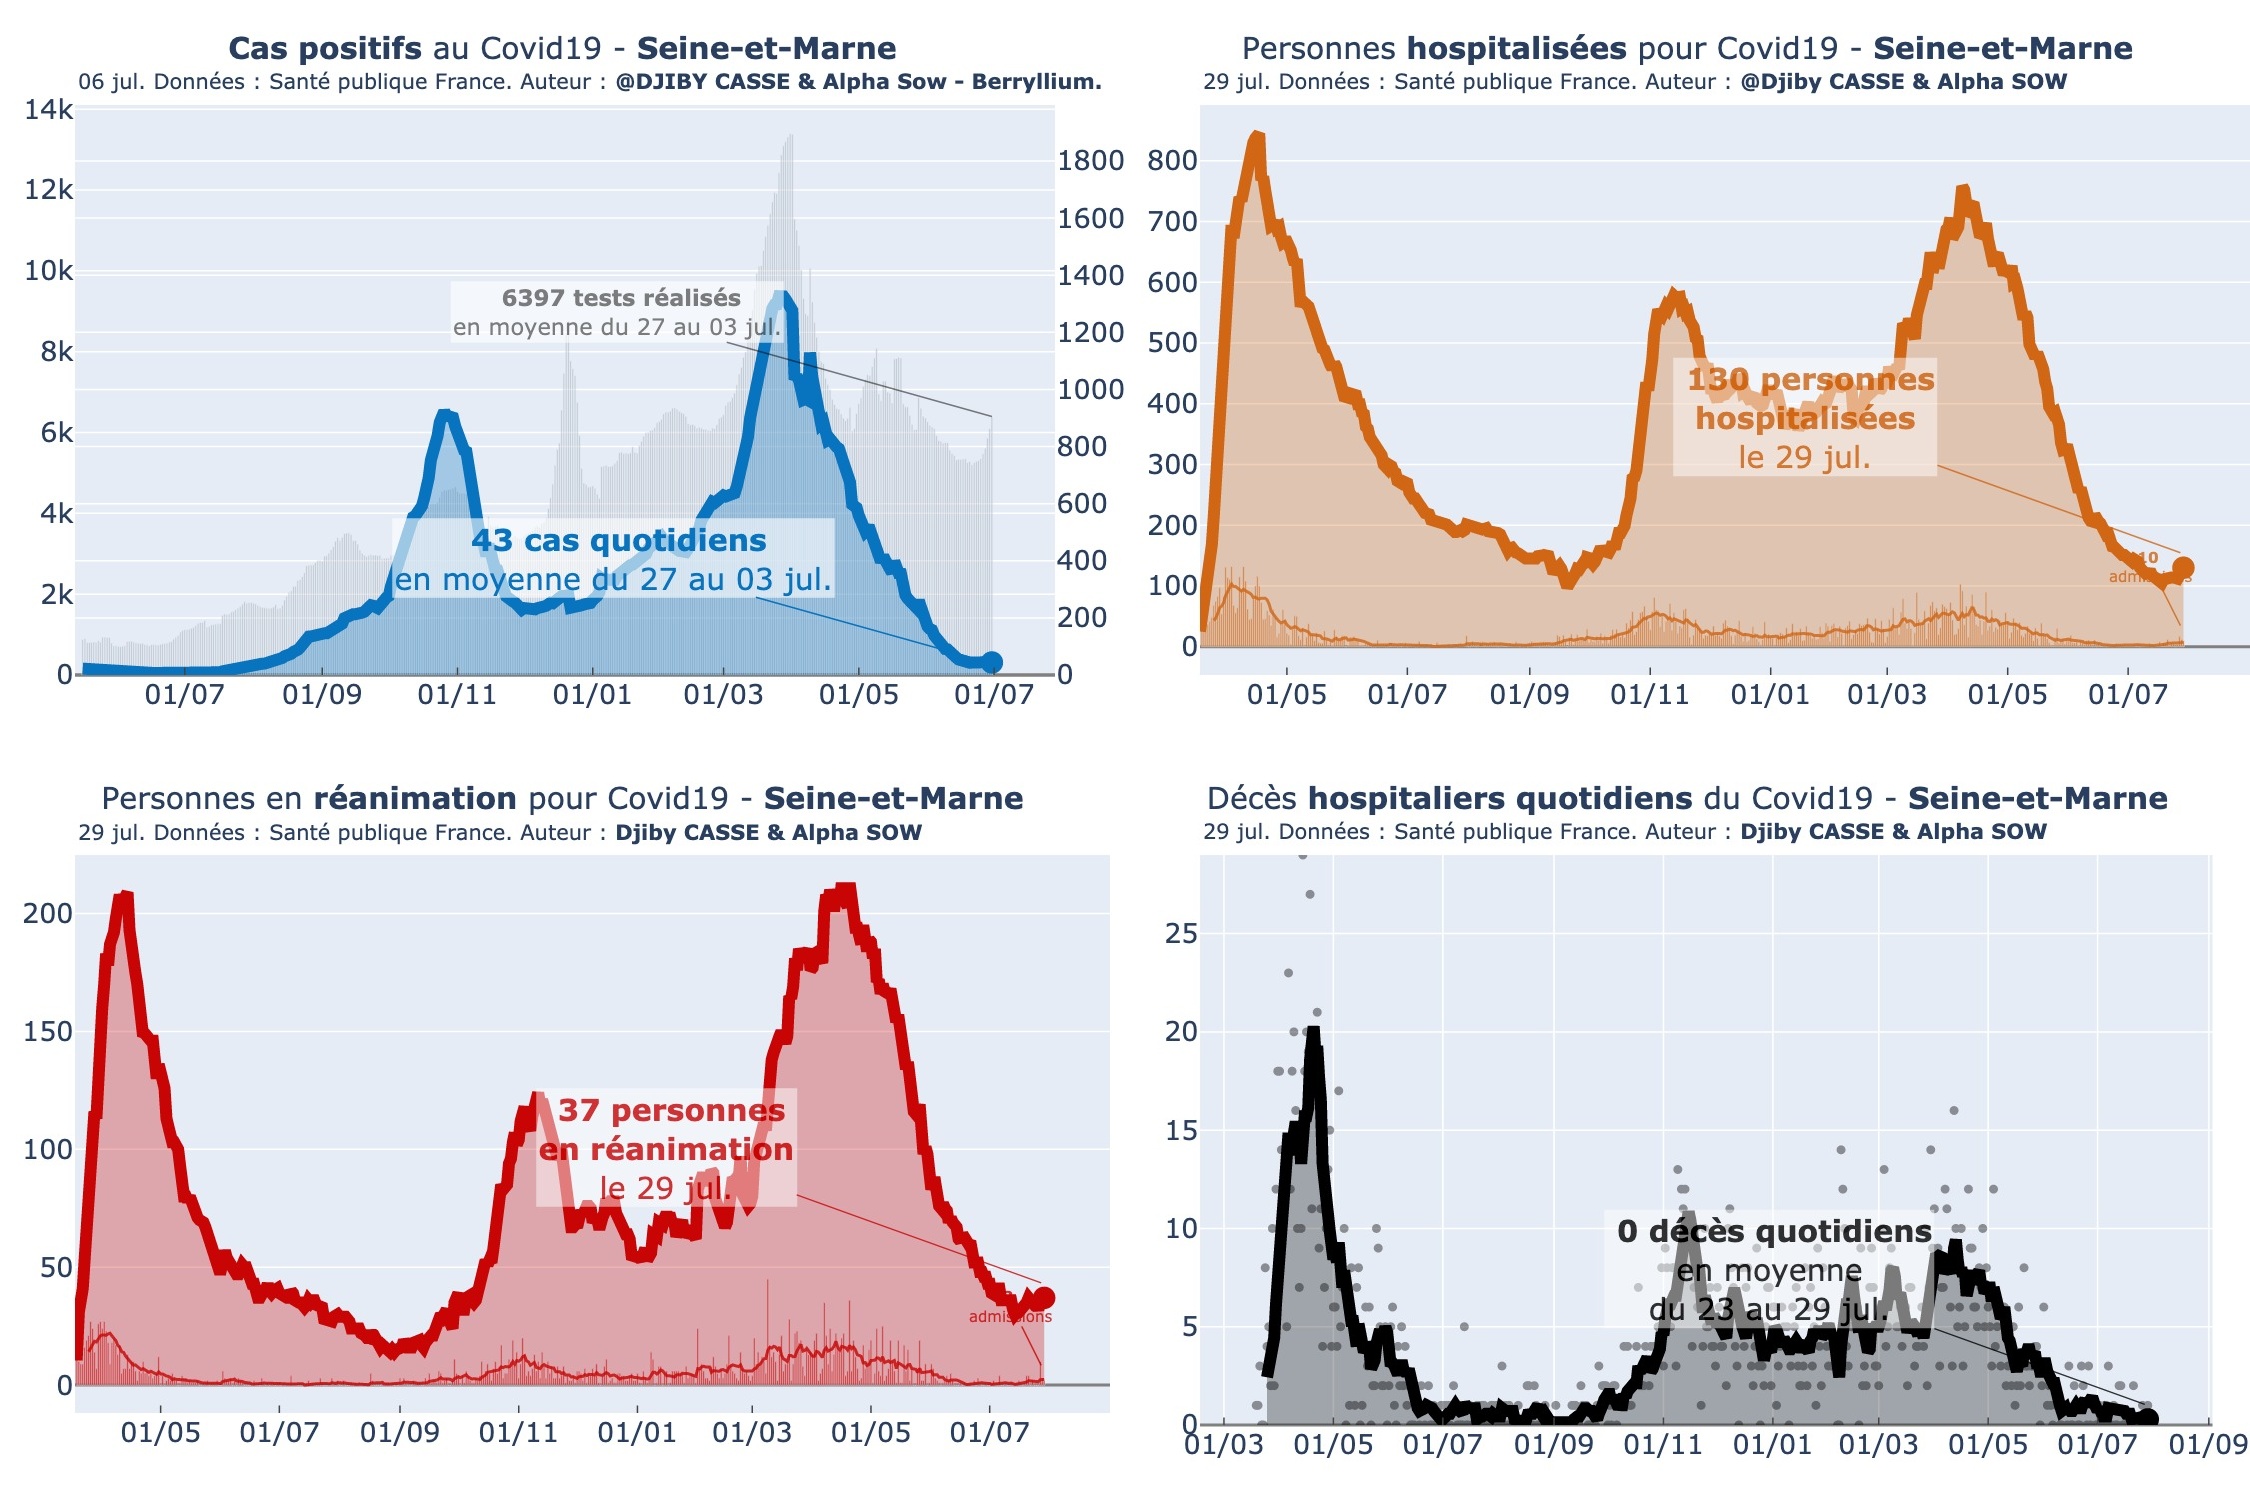 Cas positifs au Covid19 - Seine-et-Marne
06 jul. Données : Santé publique France. Auteur : @DJIBY CASSE & Alpha Sow - Berryllium.
14k
12k
10k
8k
6k
4k
2k
0
1800
1600
1400
1200
1000
800
600
400
200
0
6397 tests réalisés
en moyenne du 27 au 03 jul.
43 cas quotidiens
en moyenne du 27 au 03 jul.
01/07 01/09 01/11 01/01 01/03 01/05 01/07
Personnes hospitalisées pour Covid19 - Seine-et-Marne
29 jul. Données : Santé publique France. Auteur : @Djiby CASSE & Alpha SOW
800
700
600
500
400
300
200
100
0
130 personnes
hospitalisées
le 29 jul.
10
admissions
01/05 01/07 01/09 01/11 01/01 01/03 01/05 01/07
Personnes en réanimation pour Covid19 - Seine-et-Marne
29 jul. Données : Santé publique France. Auteur : Djiby CASSE & Alpha SOW
200
150
100
50
0
37 personnes
en réanimation
le 29 jul.
admissions
01/05 01/07 01/09 01/11 01/01 01/03 01/05 01/07
Décès hospitaliers quotidiens du Covid19 - Seine-et-Marne
29 jul. Données : Santé publique France. Auteur : Djiby CASSE & Alpha SOW
25
20
15
10
5
0
0 décès quotidiens
en moyenne
du 23 au 29 jul.
01/03 01/05 01/07 01/09 01/11 01/01 01/03 01/05 01/07 01/09